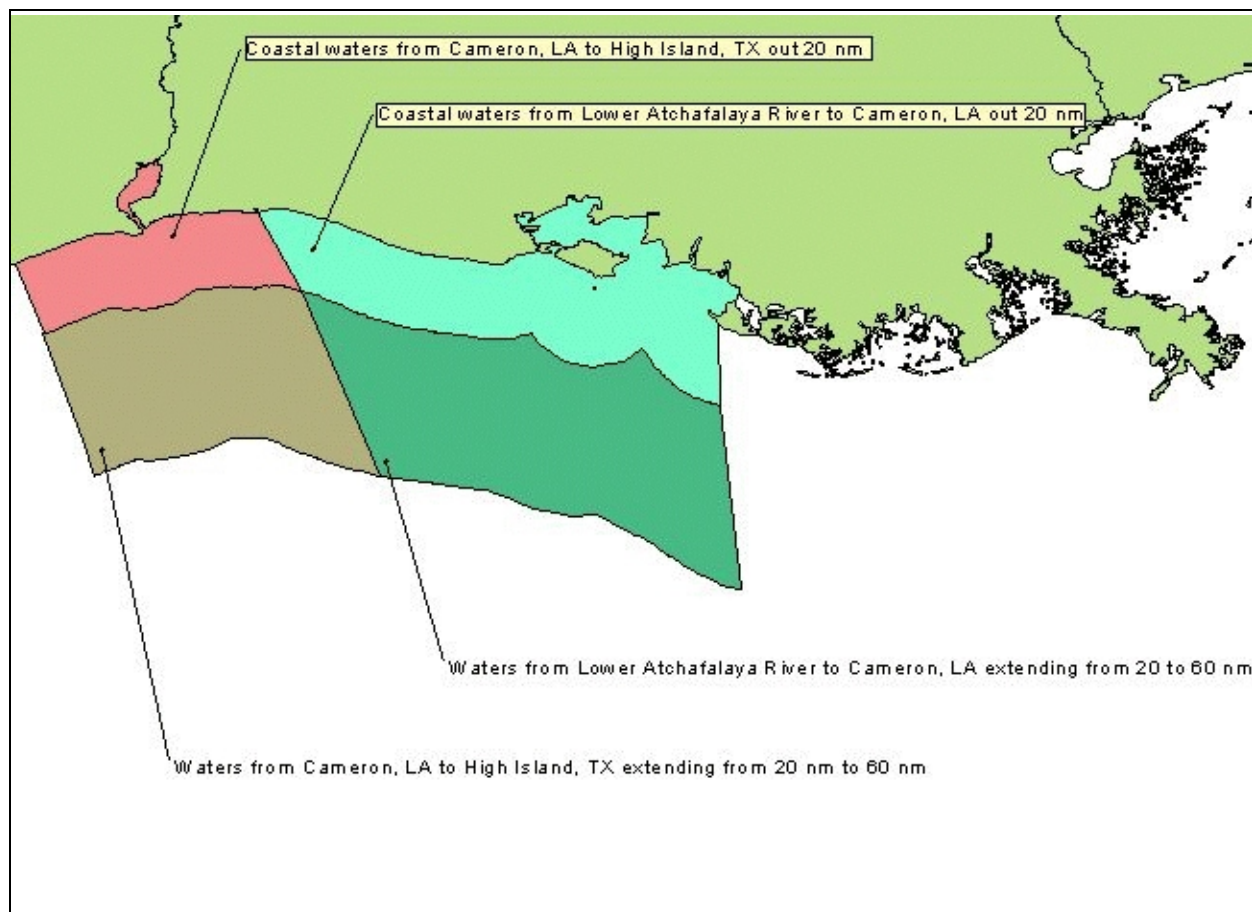 Coastal waters from Cameron, LA to High Island, TX out 20 nm
Coastal waters from Lower Atchafalaya River to Cameron, LA out 20 nm
Waters from Lower Atchafalaya River to Cameron, LA extending from 20 to 60 nm
Waters from Cameron, LA to High Island, TX extending from 20 nm to 60 nm